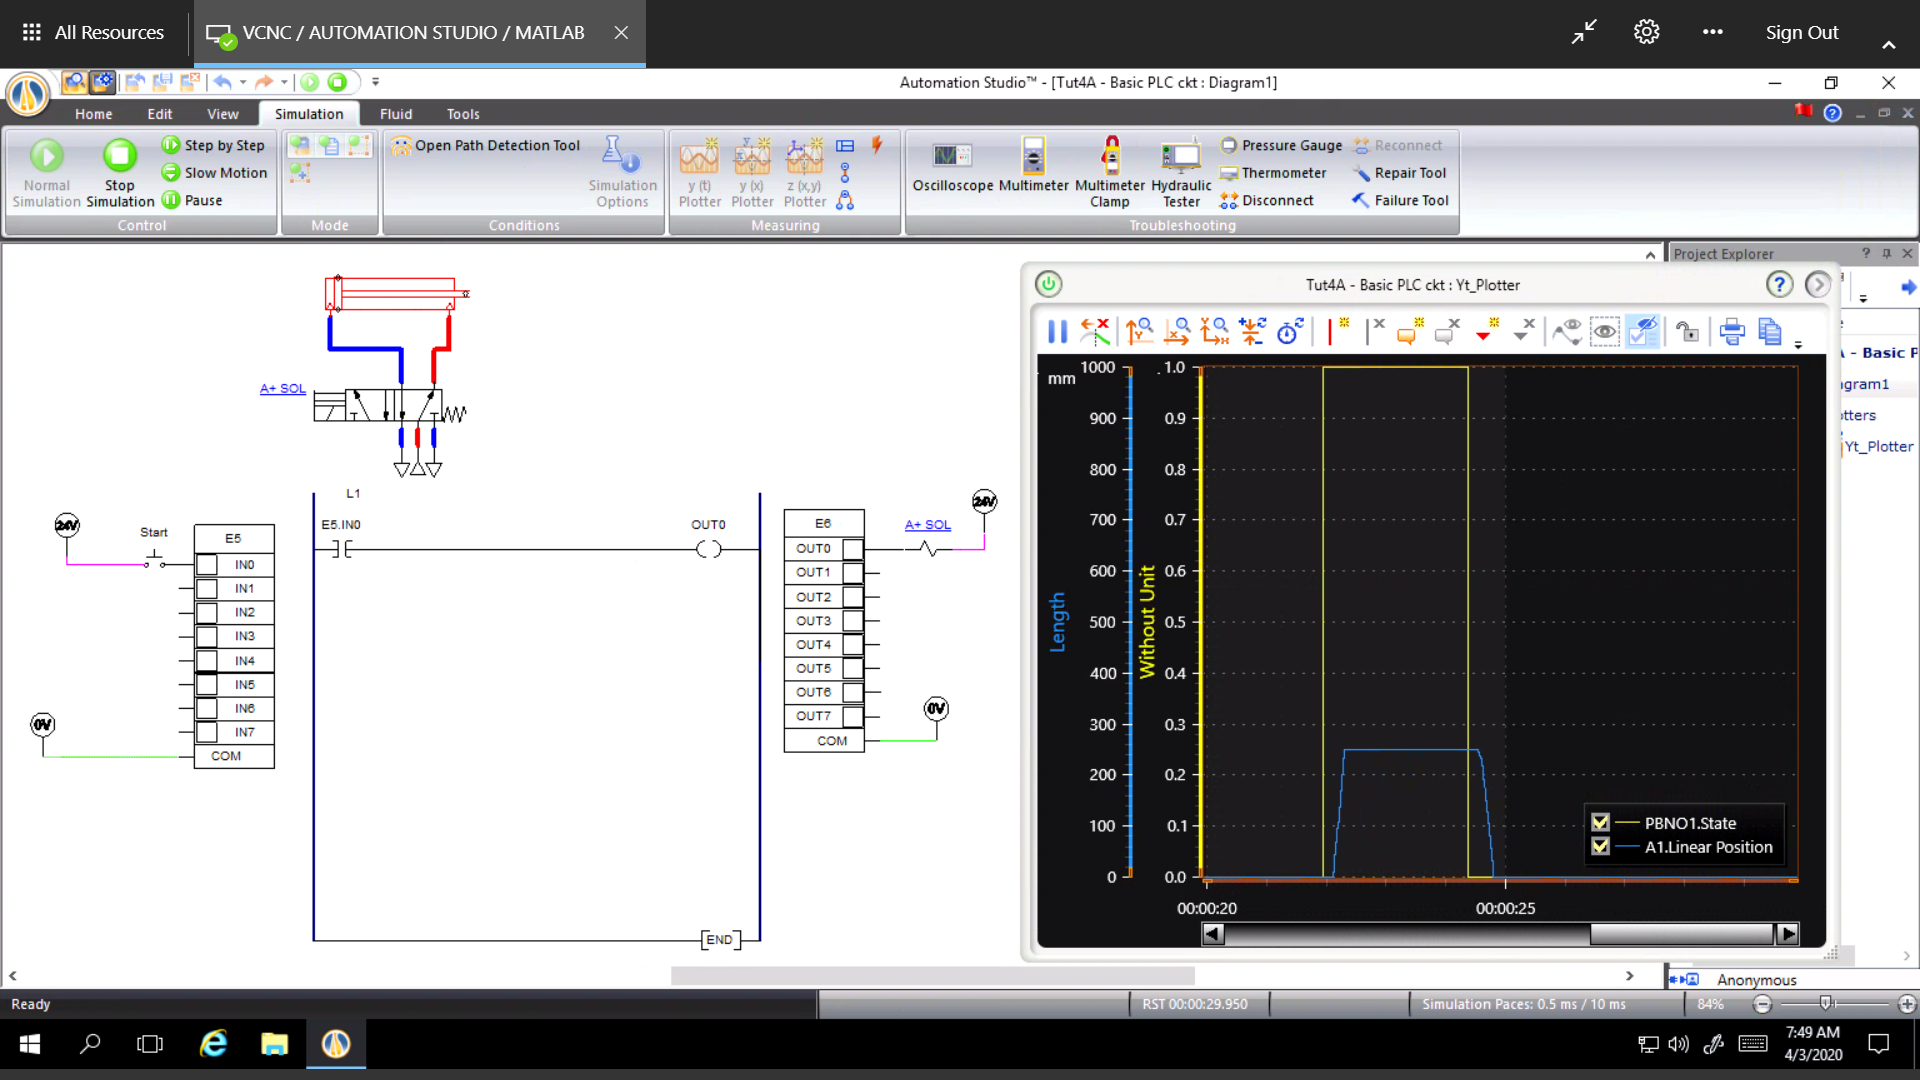 All Resources
VCNC / AUTOMATION STUDIO / MATLAB
Sign Out
Automation Studio™ - [Tut4A - Basic PLC ckt : Diagram1]
Home Edit View Simulation Fluid Tools
Normal Simulation
Stop Simulation
Step by Step
Slow Motion
Pause
Control
Mode
Open Path Detection Tool
Simulation Options
Conditions
y (t) Plotter
y (x) Plotter
z (x,y) Plotter
Measuring
Oscilloscope
Multimeter
Multimeter Clamp
Hydraulic Tester
Pressure Gauge
Thermometer
Disconnect
Reconnect
Repair Tool
Failure Tool
Troubleshooting
Project Explorer
A+ SOL
L1
E5.IN0
OUT0
24V
Start
E5
IN0
IN1
IN2
IN3
IN4
IN5
IN6
IN7
COM
0V
END
E6
OUT0
OUT1
OUT2
OUT3
OUT4
OUT5
OUT6
OUT7
COM
A+ SOL
24V
0V
Tut4A - Basic PLC ckt : Yt_Plotter
mm
1000
900
800
700
600
500
400
300
200
100
0
Length
1.0
0.9
0.8
0.7
0.6
0.5
0.4
0.3
0.2
0.1
0.0
Without Unit
00:00:20
00:00:25
PBNO1.State
A1.Linear Position
- Basic P
gram1
tters
Yt_Plotter
Anonymous
Ready
RST 00:00:29.950
Simulation Paces: 0.5 ms / 10 ms
84%
7:49 AM
4/3/2020